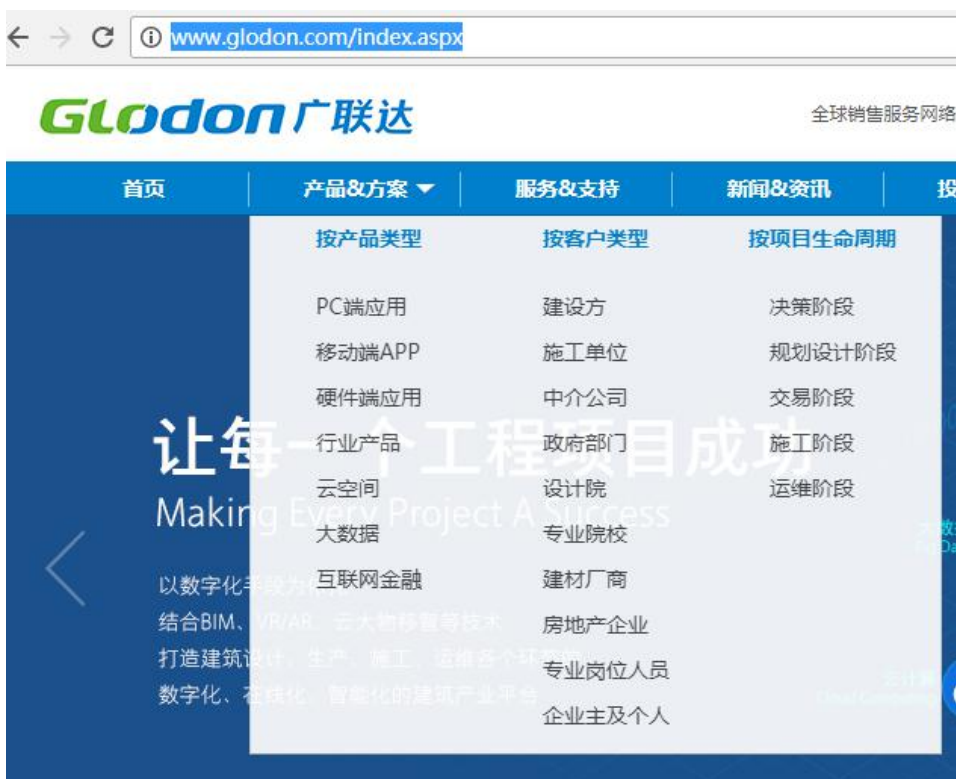 www.glodon.com/index.aspx
GLodon广联达
全球销售服务网络
首页 产品&方案 服务&支持 新闻&资讯 投
按产品类型 按客户类型 按项目生命周期
PC端应用 建设方 决策阶段
移动端APP 施工单位 规划设计阶段
硬件端应用 中介公司 交易阶段
行业产品 政府部门 施工阶段
云空间 设计院 运维阶段
大数据 专业院校
互联网金融 建材厂商
房地产企业
专业岗位人员
企业主及个人
让每一个工程项目成功
Making Every Project A Success
以数字化手段为
结合BIM、VR/AR、云大物移智等技术
打造建筑设计、生产、施工、运维各个环节
数字化、在线化、智能化的建筑产业平台